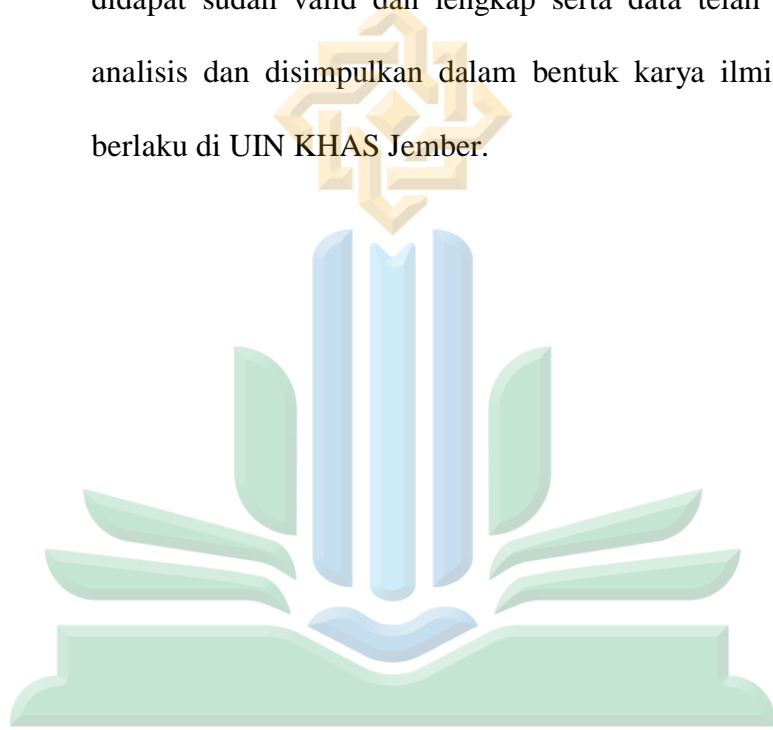 didapat sudah valid dan lengkap serta data telah
analisis dan disimpulkan dalam bentuk karya ilmi
berlaku di UIN KHAS Jember.